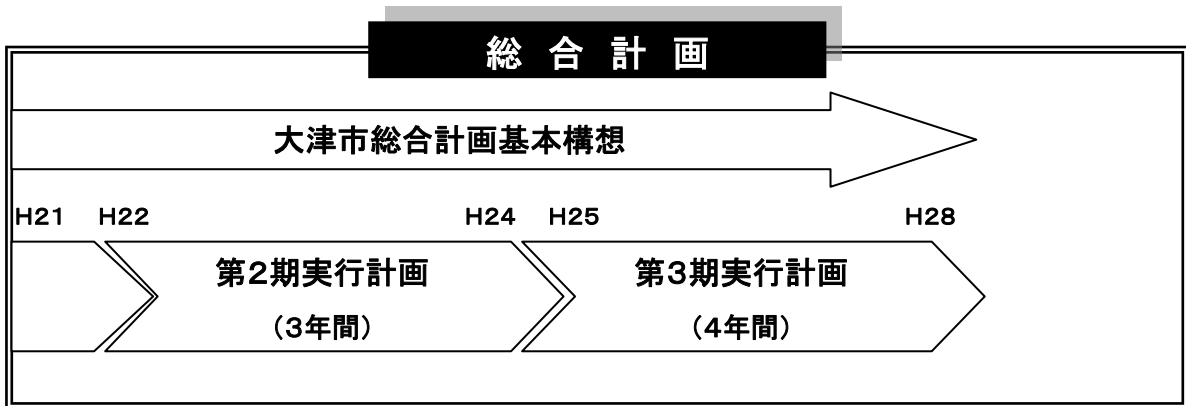 総 合 計 画
大津市総合計画基本構想
H21 H22 H24 H25 H28
第2期実行計画 第3期実行計画
（3年間） （4年間）